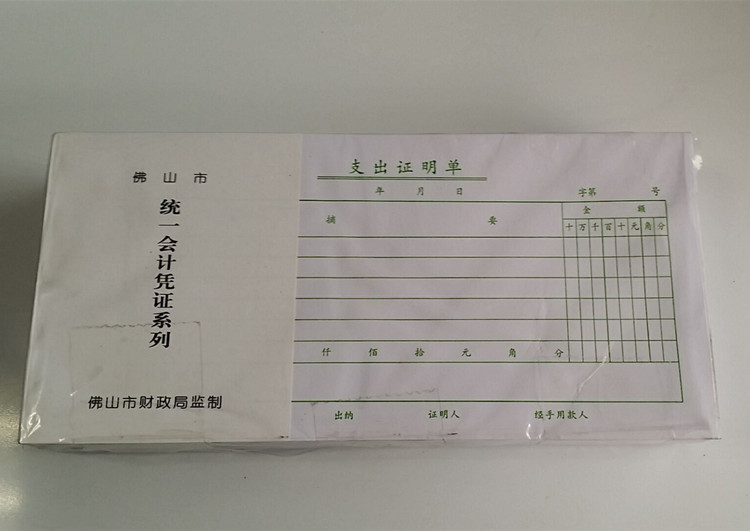 佛山市
统一会计凭证系列
佛山市财政局监制
支出证明单
年 月 日 字第 号
摘 要 金 额
十 万 千 百 十 元 角 分
仟 佰 拾 元 角 分
出纳 证明人 经手用款人